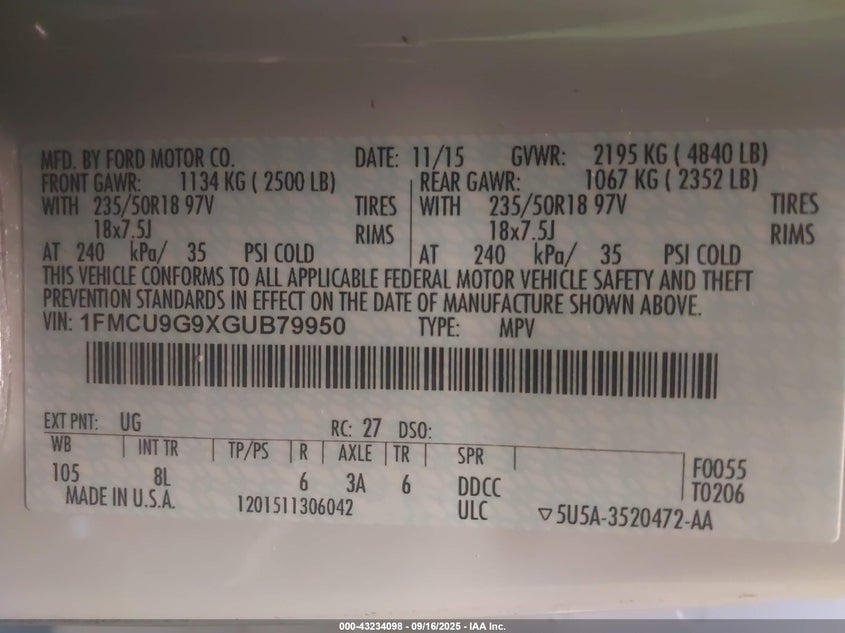 MFD. BY FORD MOTOR CO. DATE: 11/15 GVWR: 2195 KG ( 4840 LB)
FRONT GAWR: 1134 KG ( 2500 LB) REAR GAWR: 1067 KG ( 2352 LB)
WITH 235/50R18 97V TIRES WITH 235/50R18 97V TIRES
18x7.5J RIMS 18x7.5J RIMS
AT 240 kPa/ 35 PSI COLD AT 240 kPa/ 35 PSI COLD
THIS VEHICLE CONFORMS TO ALL APPLICABLE FEDERAL MOTOR VEHICLE SAFETY AND THEFT
PREVENTION STANDARDS IN EFFECT ON THE DATE OF MANUFACTURE SHOWN ABOVE.
VIN: 1FMCU9G9XGUB79950 TYPE: MPV
EXT PNT: UG RC: 27 DSO:
WB INT TR TP/PS R AXLE TR SPR
105 8L 6 3A 6 DDCC F0055
MADE IN U.S.A. 1201511306042 ULC T0206
▽5U5A-3520472-AA
000-43234098 - 09/16/2025 - IAA Inc.